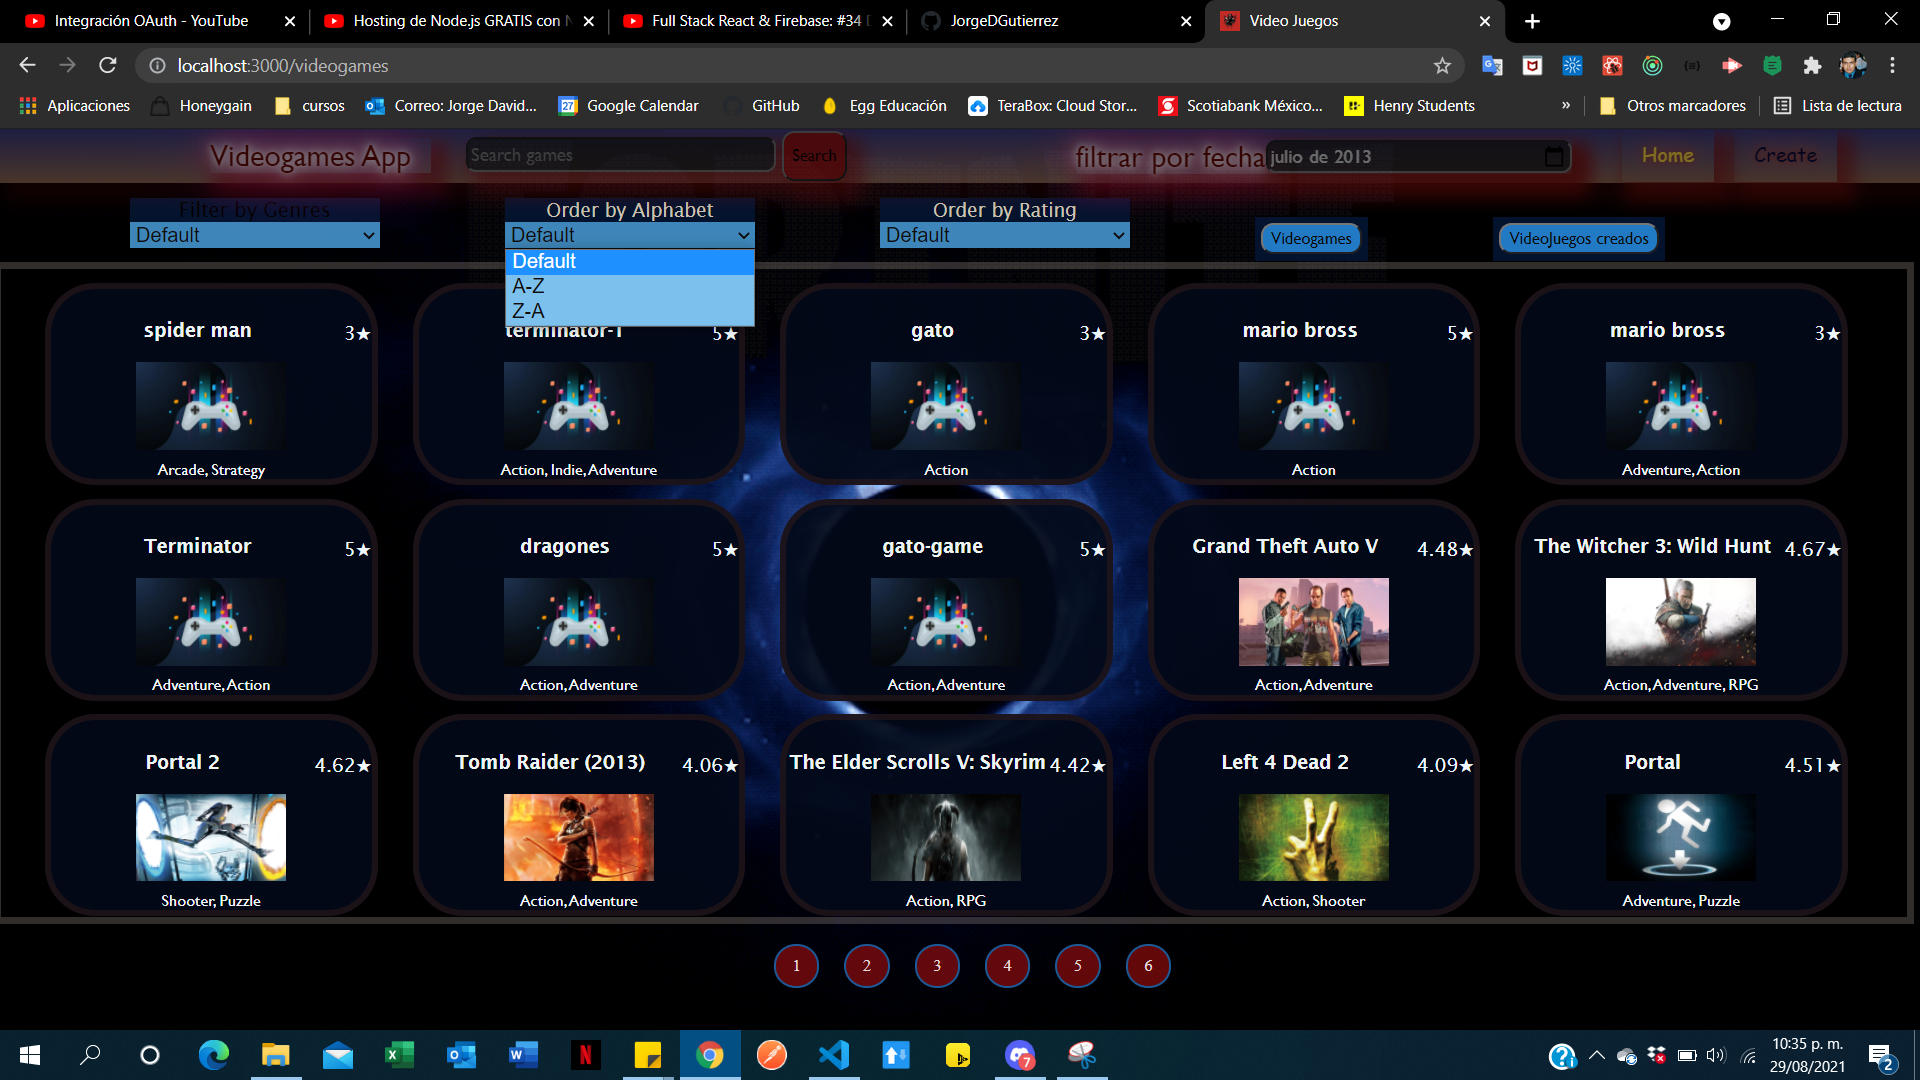 Integración OAuth - YouTube
Hosting de Node.js GRATIS con N
Full Stack React & Firebase: #34 D
JorgeDGutierrez
Video Juegos
localhost:3000/videogames
Aplicaciones
Honeygain
cursos
Correo: Jorge David...
27
Google Calendar
GitHub
Egg Educación
TeraBox: Cloud Stor...
Scotiabank México...
Henry Students
»
Otros marcadores
Lista de lectura
Videogames App
Search games
Search
filtrar por fecha
julio de 2013
Home
Create
Filter by Genres
Order by Alphabet
Order by Rating
Default
Default
Default
Videogames
VideoJuegos creados
Default
A-Z
Z-A
spider man 3★
terminator-1 5★
gato 3★
mario bross 5★
mario bross 3★
Arcade, Strategy
Action, Indie, Adventure
Action
Action
Adventure, Action
Terminator 5★
dragones 5★
gato-game 5★
Grand Theft Auto V 4.48★
The Witcher 3: Wild Hunt 4.67★
Adventure, Action
Action, Adventure
Action, Adventure
Action, Adventure
Action, Adventure, RPG
Portal 2 4.62★
Tomb Raider (2013) 4.06★
The Elder Scrolls V: Skyrim 4.42★
Left 4 Dead 2 4.09★
Portal 4.51★
Shooter, Puzzle
Action, Adventure
Action, RPG
Action, Shooter
Adventure, Puzzle
1 2 3 4 5 6
7
10:35 p. m.
29/08/2021
2